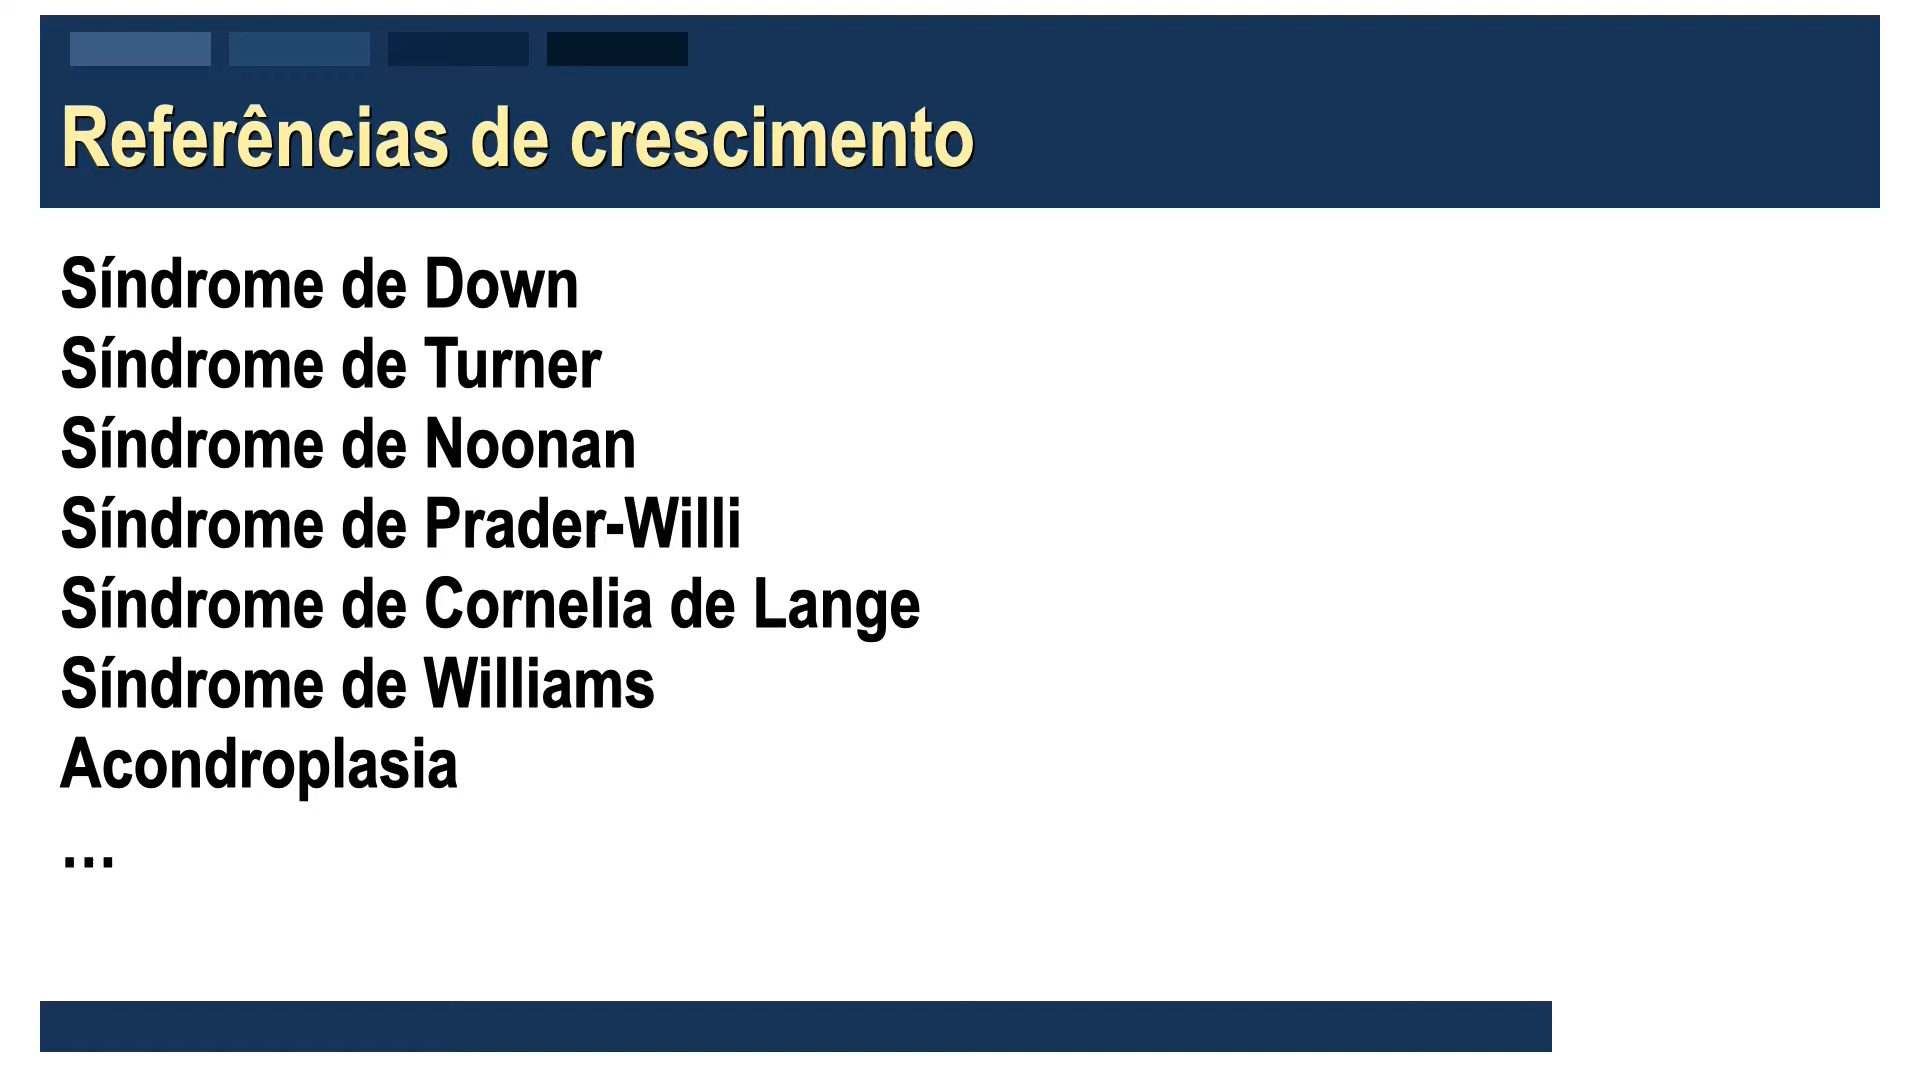 Referências de crescimento
Síndrome de Down
Síndrome de Turner
Síndrome de Noonan
Síndrome de Prader-Willi
Síndrome de Cornelia de Lange
Síndrome de Williams
Acondroplasia
...